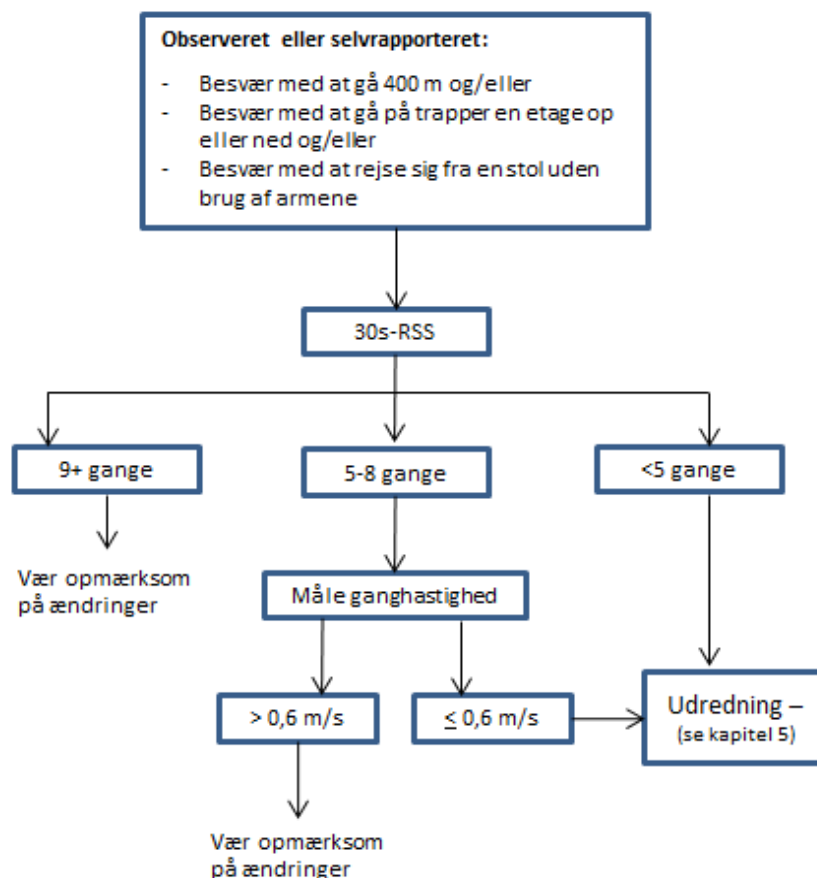 Observeret eller selvrapporteret:
- Besvær med at gå 400 m og/eller
- Besvær med at gå på trapper en etage op
eller ned og/eller
- Besvær med at rejse sig fra en stol uden
brug af armene
30s-RSS
9+ gange
5-8 gange
<5 gange
Vær opmærksom
på ændringer
Måle ganghastighed
> 0,6 m/s
≤ 0,6 m/s
Udredning –
(se kapitel 5)
Vær opmærksom
på ændringer